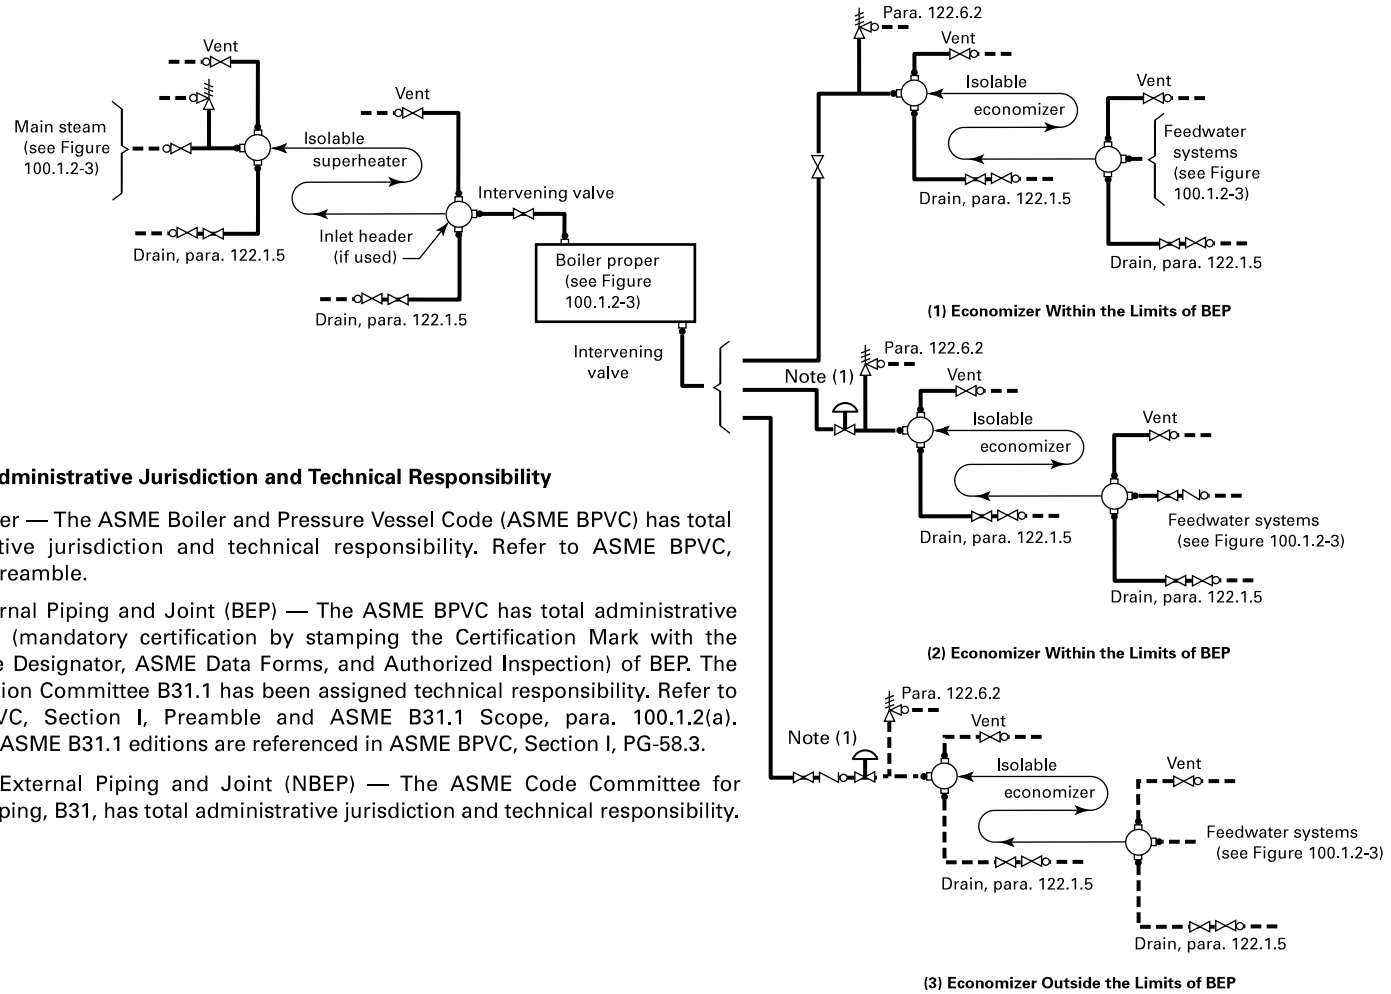 Vent
Main steam
(see Figure
100.1.2-3)
Isolable
superheater
Drain, para. 122.1.5
Vent
Inlet header
(if used)
Drain, para. 122.1.5
Intervening valve
Boiler proper
(see Figure
100.1.2-3)
Intervening
valve
Para. 122.6.2
Vent
Isolable
economizer
Drain, para. 122.1.5
Vent
Feedwater
systems
(see Figure
100.1.2-3)
Drain, para. 122.1.5
(1) Economizer Within the Limits of BEP
Note (1)
Para. 122.6.2
Vent
Isolable
economizer
Drain, para. 122.1.5
Vent
Feedwater systems
(see Figure 100.1.2-3)
Drain, para. 122.1.5
(2) Economizer Within the Limits of BEP
Note (1)
Para. 122.6.2
Vent
Isolable
economizer
Drain, para. 122.1.5
Vent
Feedwater systems
(see Figure 100.1.2-3)
Drain, para. 122.1.5
(3) Economizer Outside the Limits of BEP
dministrative Jurisdiction and Technical Responsibility
er — The ASME Boiler and Pressure Vessel Code (ASME BPVC) has total
tive jurisdiction and technical responsibility. Refer to ASME BPVC,
reamble.
rnal Piping and Joint (BEP) — The ASME BPVC has total administrative
(mandatory certification by stamping the Certification Mark with the
e Designator, ASME Data Forms, and Authorized Inspection) of BEP. The
ion Committee B31.1 has been assigned technical responsibility. Refer to
VC, Section I, Preamble and ASME B31.1 Scope, para. 100.1.2(a).
ASME B31.1 editions are referenced in ASME BPVC, Section I, PG-58.3.
External Piping and Joint (NBEP) — The ASME Code Committee for
ping, B31, has total administrative jurisdiction and technical responsibility.